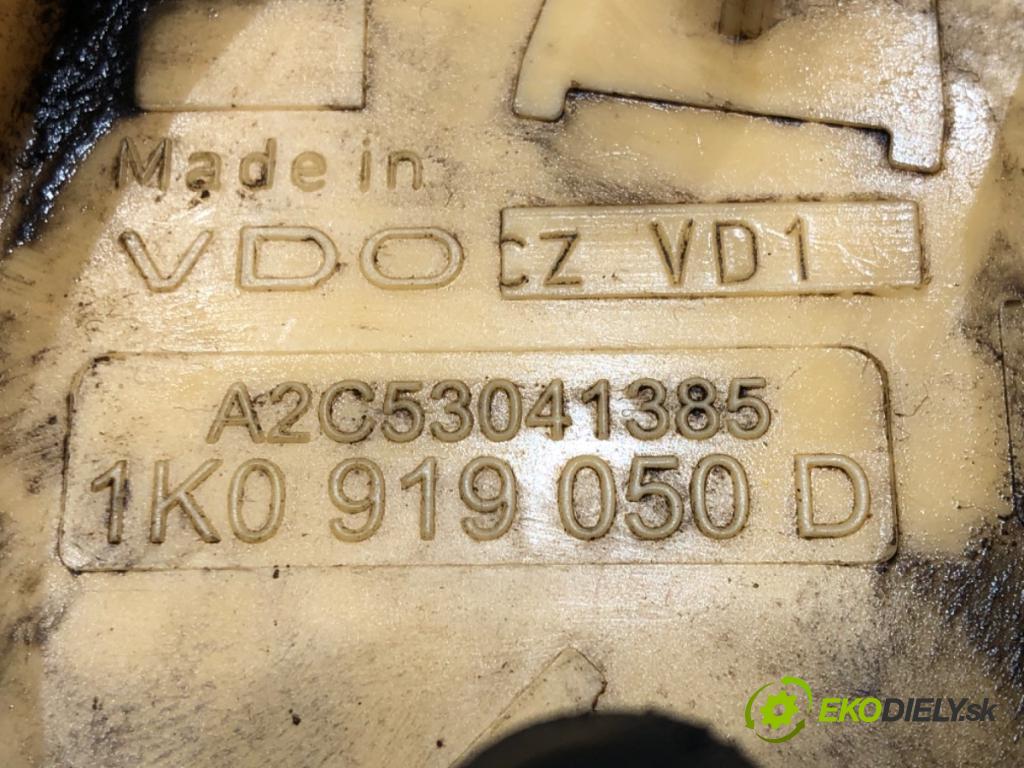 Made in
VDO CZ VD1
A2C53041385
1K0 919 050 D
EKODIELY.sk